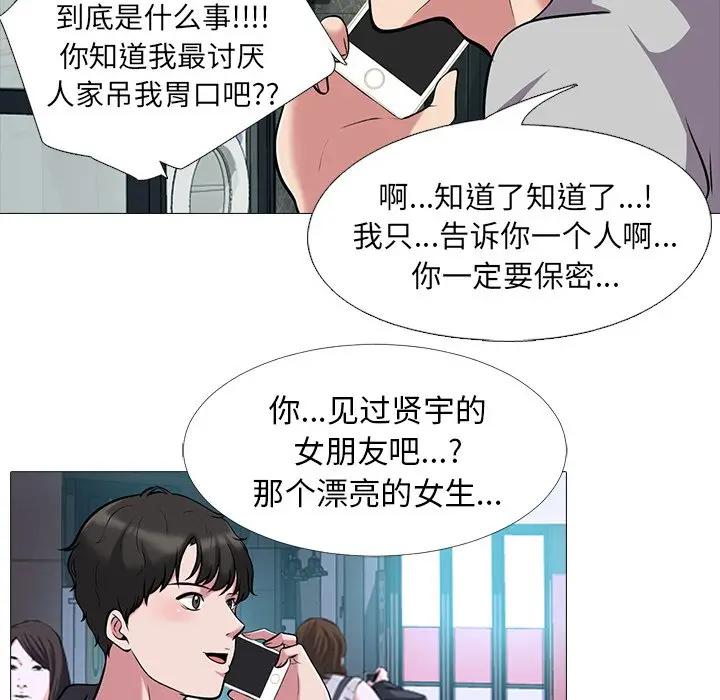 到底是什么事!!!!
你知道我最讨厌
人家吊我胃口吧??
啊...知道了知道了...!
我只...告诉你一个人啊...
你一定要保密...
你...见过贤宇的
女朋友吧...?
那个漂亮的女生...